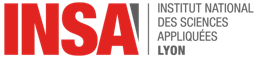 INSA
INSTITUT NATIONAL
DES SCIENCES
APPLIQUÉES
LYON